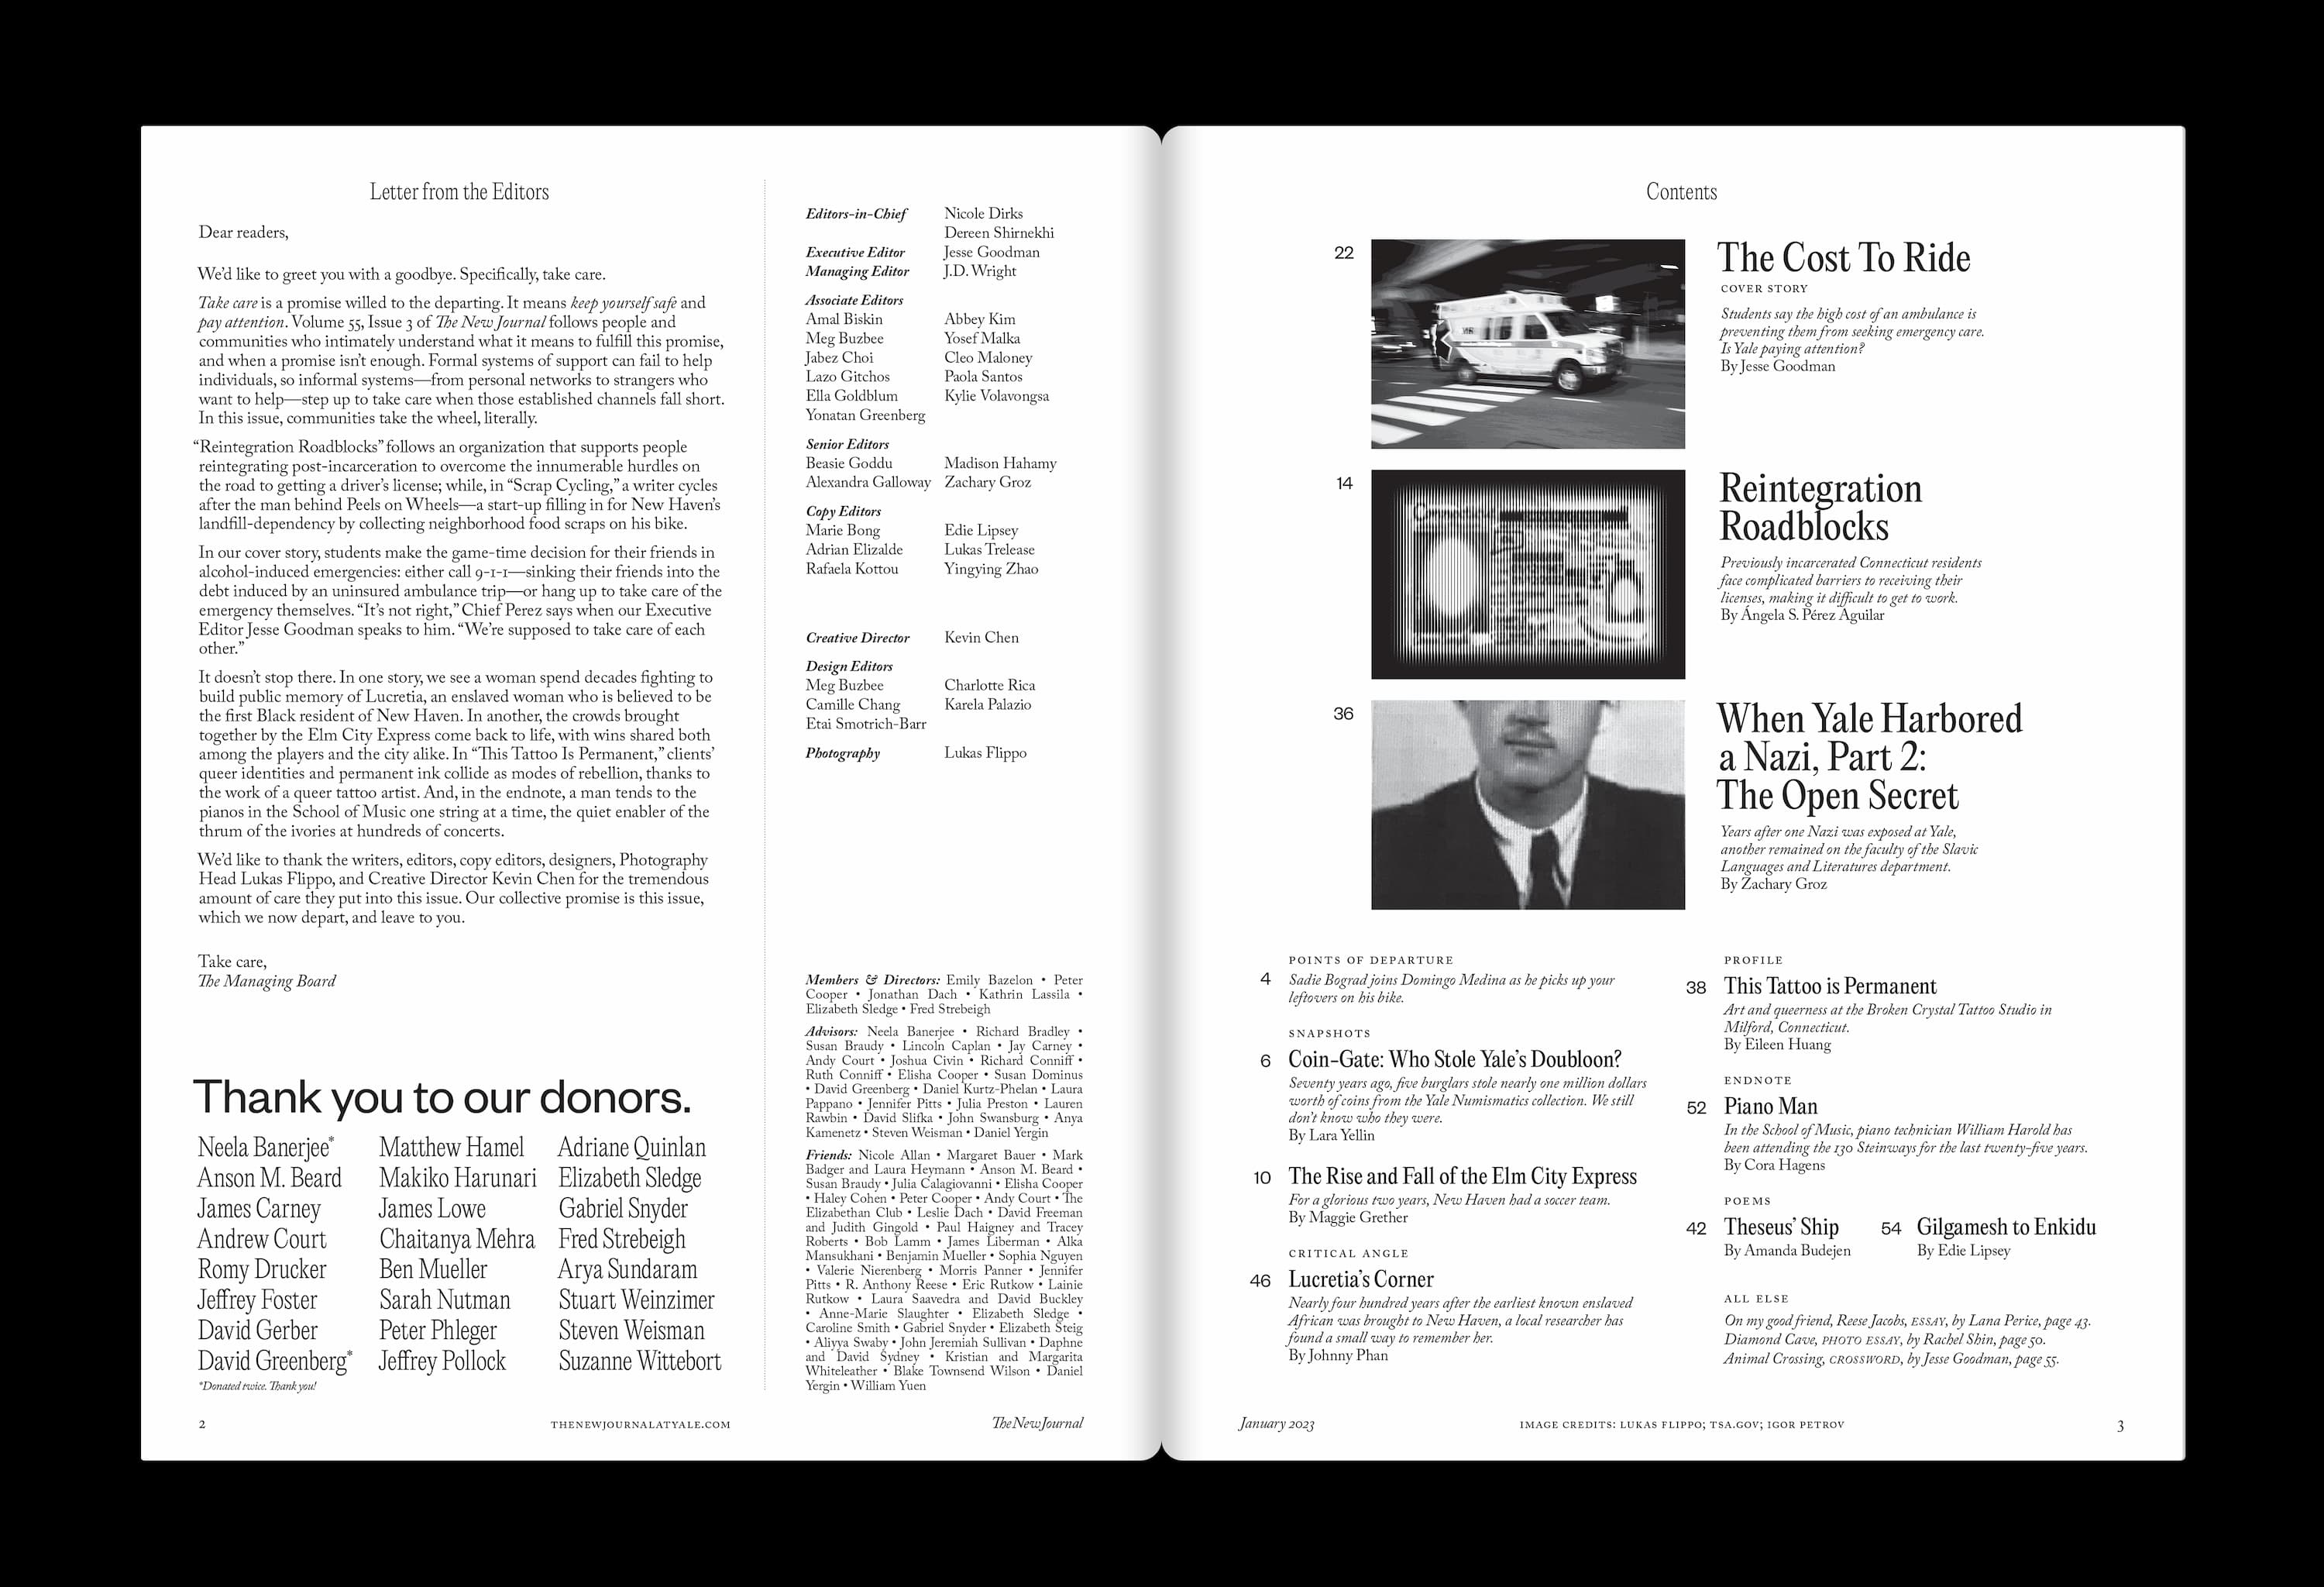 Letter from the Editors
Dear readers,
We’d like to greet you with a goodbye. Specifically, take care.
Take care is a promise willed to the departing. It means keep yourself safe and
pay attention. Volume 55, Issue 3 of The New Journal follows people and
communities who intimately understand what it means to fulfill this promise,
and when a promise isn’t enough. Formal systems of support can fail to help
individuals, so informal systems—from personal networks to strangers who
want to help—step up to take care when those established channels fall short.
In this issue, communities take the wheel, literally.
“Reintegration Roadblocks” follows an organization that supports people
reintegrating post-incarceration to overcome the innumerable hurdles on
the road to getting a driver’s license; while, in “Scrap Cycling,” a writer cycles
after the man behind Peels on Wheels—a start-up filling in for New Haven’s
landfill-dependency by collecting neighborhood food scraps on his bike.
In our cover story, students make the game-time decision for their friends in
alcohol-induced emergencies: either call 9-1-1—sinking their friends into the
debt induced by an uninsured ambulance trip—or hang up to take care of the
emergency themselves. “It’s not right,” Chief Perez says when our Executive
Editor Jesse Goodman speaks to him. “We’re supposed to take care of each
other.”
It doesn’t stop there. In one story, we see a woman spend decades fighting to
build public memory of Lucretia, an enslaved woman who is believed to be
the first Black resident of New Haven. In another, the crowds brought
together by the Elm City Express come back to life, with wins shared both
among the players and the city alike. In “This Tattoo Is Permanent,” clients’
queer identities and permanent ink collide as modes of rebellion, thanks to
the work of a queer tattoo artist. And, in the endnote, a man tends to the
pianos in the School of Music one string at a time, the quiet enabler of the
thrum of the ivories at hundreds of concerts.
We’d like to thank the writers, editors, copy editors, designers, Photography
Head Lukas Flippo, and Creative Director Kevin Chen for the tremendous
amount of care they put into this issue. Our collective promise is this issue,
which we now depart, and leave to you.
Take care,
The Managing Board
Thank you to our donors.
Neela Banerjee* Matthew Hamel Adriane Quinlan
Anson M. Beard Makiko Harunari Elizabeth Sledge
James Carney James Lowe Gabriel Snyder
Andrew Court Chaitanya Mehra Fred Strebeigh
Romy Drucker Ben Mueller Arya Sundaram
Jeffrey Foster Sarah Nutman Stuart Weinzimer
David Gerber Peter Phleger Steven Weisman
David Greenberg* Jeffrey Pollock Suzanne Wittebort
*Donated twice. Thank you!
Editors-in-Chief Nicole Dirks
Dereen Shirnekhi
Executive Editor Jesse Goodman
Managing Editor J.D. Wright
Associate Editors
Amal Biskin Abbey Kim
Meg Buzbee Yosef Malka
Jabez Choi Cleo Maloney
Lazo Gitchos Paola Santos
Ella Goldblum Kylie Volavongsa
Yonatan Greenberg
Senior Editors
Beasie Goddu Madison Hahamy
Alexandra Galloway Zachary Groz
Copy Editors
Marie Bong Edie Lipsey
Adrian Elizalde Lukas Trelease
Rafaela Kottou Yingying Zhao
Creative Director Kevin Chen
Design Editors
Meg Buzbee Charlotte Rica
Camille Chang Karela Palazio
Etai Smotrich-Barr
Photography Lukas Flippo
Members & Directors: Emily Bazelon • Peter
Cooper • Jonathan Dach • Kathrin Lassila •
Elizabeth Sledge • Fred Strebeigh
Advisors: Neela Banerjee • Richard Bradley •
Susan Braudy • Lincoln Caplan • Jay Carney •
Andy Court • Joshua Civin • Richard Conniff •
Ruth Conniff • Elisha Cooper • Susan Dominus
• David Greenberg • Daniel Kurtz-Phelan • Laura
Pappano • Jennifer Pitts • Julia Preston • Lauren
Rawbin • David Slifka • John Swansburg • Anya
Kamenetz • Steven Weisman • Daniel Yergin
Friends: Nicole Allan • Margaret Bauer • Mark
Badger and Laura Heymann • Anson M. Beard •
Susan Braudy • Julia Calagiovanni • Elisha Cooper
• Haley Cohen • Peter Cooper • Andy Court • The
Elizabethan Club • Leslie Dach • David Freeman
and Judith Gingold • Paul Haigney and Tracey
Roberts • Bob Lamm • James Liberman • Alka
Mansukhani • Benjamin Mueller • Sophia Nguyen
• Valerie Nierenberg • Morris Panner • Jennifer
Pitts • R. Anthony Reese • Eric Rutkow • Lainie
Rutkow • Laura Saavedra and David Buckley
• Anne-Marie Slaughter • Elizabeth Sledge •
Caroline Smith • Gabriel Snyder • Elizabeth Steig
• Aliyya Swaby • John Jeremiah Sullivan • Daphne
and David Sydney • Kristian and Margarita
Whiteleather • Blake Townsend Wilson • Daniel
Yergin • William Yuen
2 THENEWJOURNALATYALE.COM TheNewJournal
Contents
22
The Cost To Ride
COVER STORY
Students say the high cost of an ambulance is
preventing them from seeking emergency care.
Is Yale paying attention?
By Jesse Goodman
14
Reintegration
Roadblocks
Previously incarcerated Connecticut residents
face complicated barriers to receiving their
licenses, making it difficult to get to work.
By Ángela S. Pérez Aguilar
36
When Yale Harbored
a Nazi, Part 2:
The Open Secret
Years after one Nazi was exposed at Yale,
another remained on the faculty of the Slavic
Languages and Literatures department.
By Zachary Groz
POINTS OF DEPARTURE
4 Sadie Bograd joins Domingo Medina as he picks up your
leftovers on his bike.
SNAPSHOTS
6 Coin-Gate: Who Stole Yale’s Doubloon?
Seventy years ago, five burglars stole nearly one million dollars
worth of coins from the Yale Numismatics collection. We still
don’t know who they were.
By Lara Yellin
10 The Rise and Fall of the Elm City Express
For a glorious two years, New Haven had a soccer team.
By Maggie Grether
CRITICAL ANGLE
46 Lucretia’s Corner
Nearly four hundred years after the earliest known enslaved
African was brought to New Haven, a local researcher has
found a small way to remember her.
By Johnny Phan
PROFILE
38 This Tattoo is Permanent
Art and queerness at the Broken Crystal Tattoo Studio in
Milford, Connecticut.
By Eileen Huang
ENDNOTE
52 Piano Man
In the School of Music, piano technician William Harold has
been attending the 130 Steinways for the last twenty-five years.
By Cora Hagens
POEMS
42 Theseus’ Ship 54 Gilgamesh to Enkidu
By Amanda Budejen By Edie Lipsey
ALL ELSE
On my good friend, Reese Jacobs, ESSAY, by Lana Perice, page 43.
Diamond Cave, PHOTO ESSAY, by Rachel Shin, page 50.
Animal Crossing, CROSSWORD, by Jesse Goodman, page 55.
January 2023 IMAGE CREDITS: LUKAS FLIPPO; TSA.GOV; IGOR PETROV 3